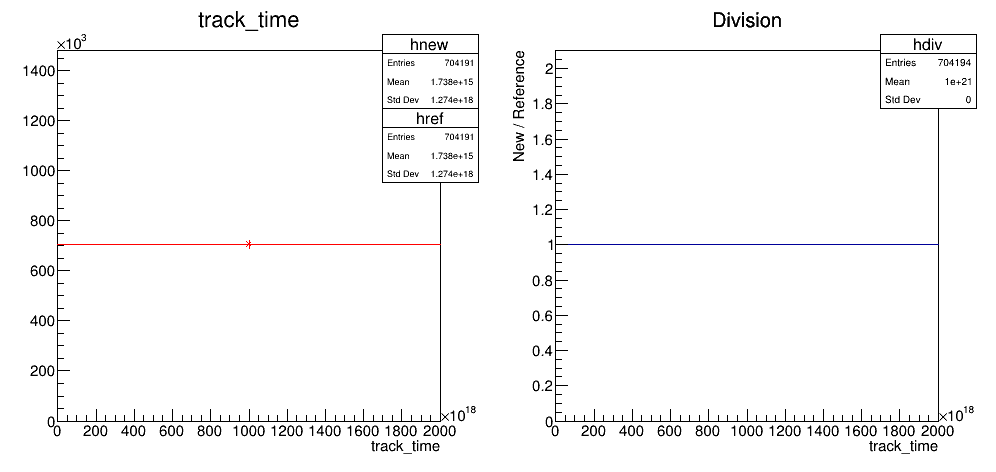 track_time
×10³
hnew
Entries 704191
Mean 1.738e+15
Std Dev 1.274e+18
href
Entries 704191
Mean 1.738e+15
Std Dev 1.274e+18
1400
1200
1000
800
600
400
200
0
0 200 400 600 800 1000 1200 1400 1600 1800 2000
×10¹⁸
track_time
Division
hdiv
Entries 704194
Mean 1e+21
Std Dev 0
New / Reference
2
1.8
1.6
1.4
1.2
1
0.8
0.6
0.4
0.2
0
0 200 400 600 800 1000 1200 1400 1600 1800 2000
×10¹⁸
track_time